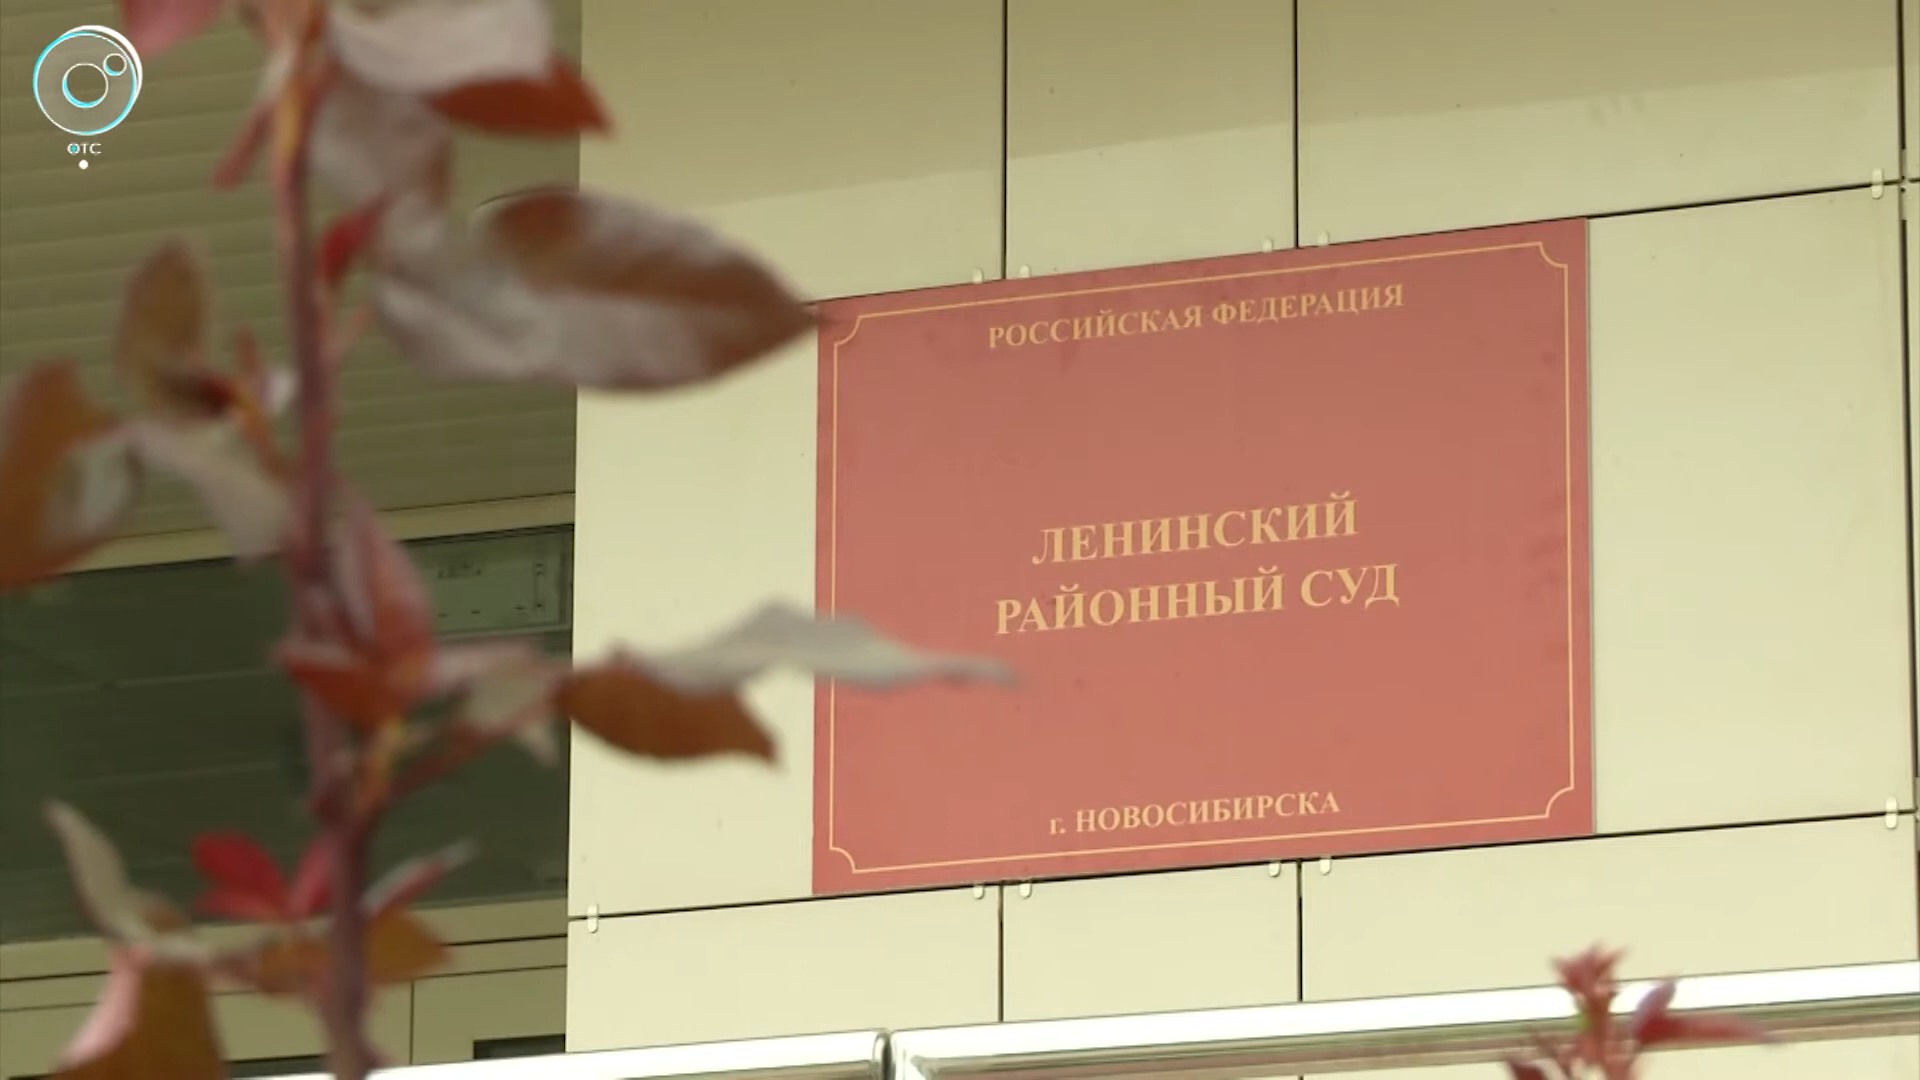 ОТС
РОССИЙСКАЯ ФЕДЕРАЦИЯ
ЛЕНИНСКИЙ
РАЙОННЫЙ СУД
г. НОВОСИБИРСКА